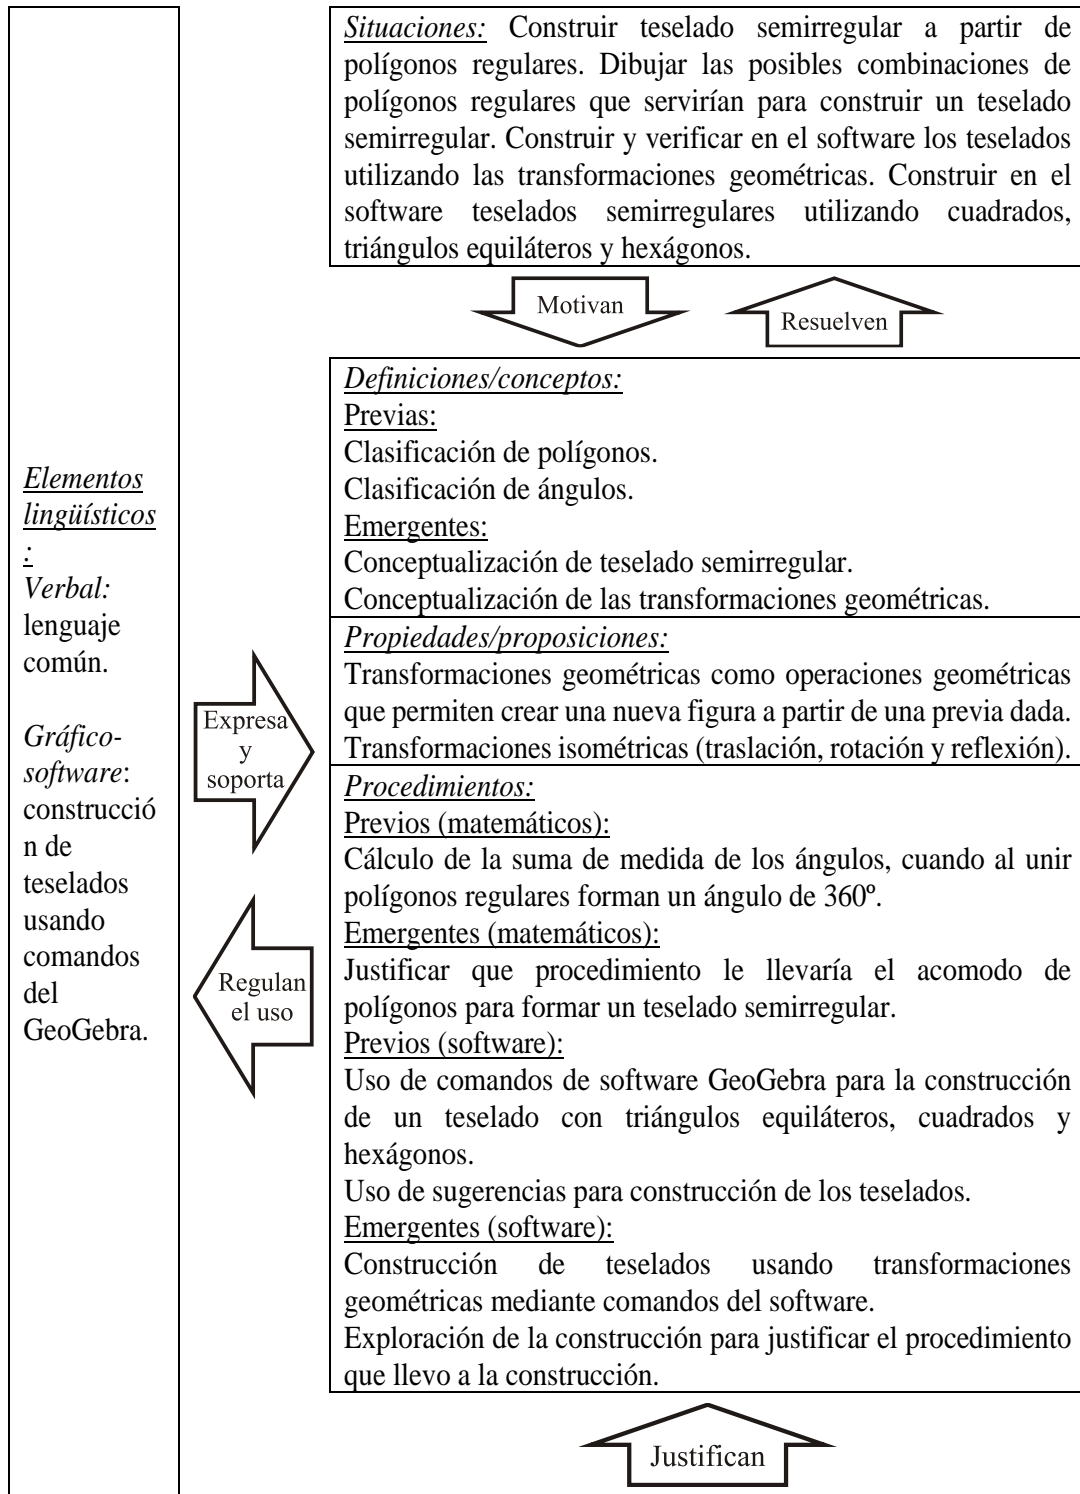 Situaciones: Construir teselado semirregular a partir de
polígonos regulares. Dibujar las posibles combinaciones de
polígonos regulares que servirían para construir un teselado
semirregular. Construir y verificar en el software los teselados
utilizando las transformaciones geométricas. Construir en el
software teselados semirregulares utilizando cuadrados,
triángulos equiláteros y hexágonos.
Motivan
Resuelven
Elementos
lingüísticos
:
Verbal:
lenguaje
común.
Gráfico-
software:
construcció
n de
teselados
usando
comandos
del
GeoGebra.
Expresa
y
soporta
Regulan
el uso
Definiciones/conceptos:
Previas:
Clasificación de polígonos.
Clasificación de ángulos.
Emergentes:
Conceptualización de teselado semirregular.
Conceptualización de las transformaciones geométricas.
Propiedades/proposiciones:
Transformaciones geométricas como operaciones geométricas
que permiten crear una nueva figura a partir de una previa dada.
Transformaciones isométricas (traslación, rotación y reflexión).
Procedimientos:
Previos (matemáticos):
Cálculo de la suma de medida de los ángulos, cuando al unir
polígonos regulares forman un ángulo de 360º.
Emergentes (matemáticos):
Justificar que procedimiento le llevaría el acomodo de
polígonos para formar un teselado semirregular.
Previos (software):
Uso de comandos de software GeoGebra para la construcción
de un teselado con triángulos equiláteros, cuadrados y
hexágonos.
Uso de sugerencias para construcción de los teselados.
Emergentes (software):
Construcción de teselados usando transformaciones
geométricas mediante comandos del software.
Exploración de la construcción para justificar el procedimiento
que llevo a la construcción.
Justifican